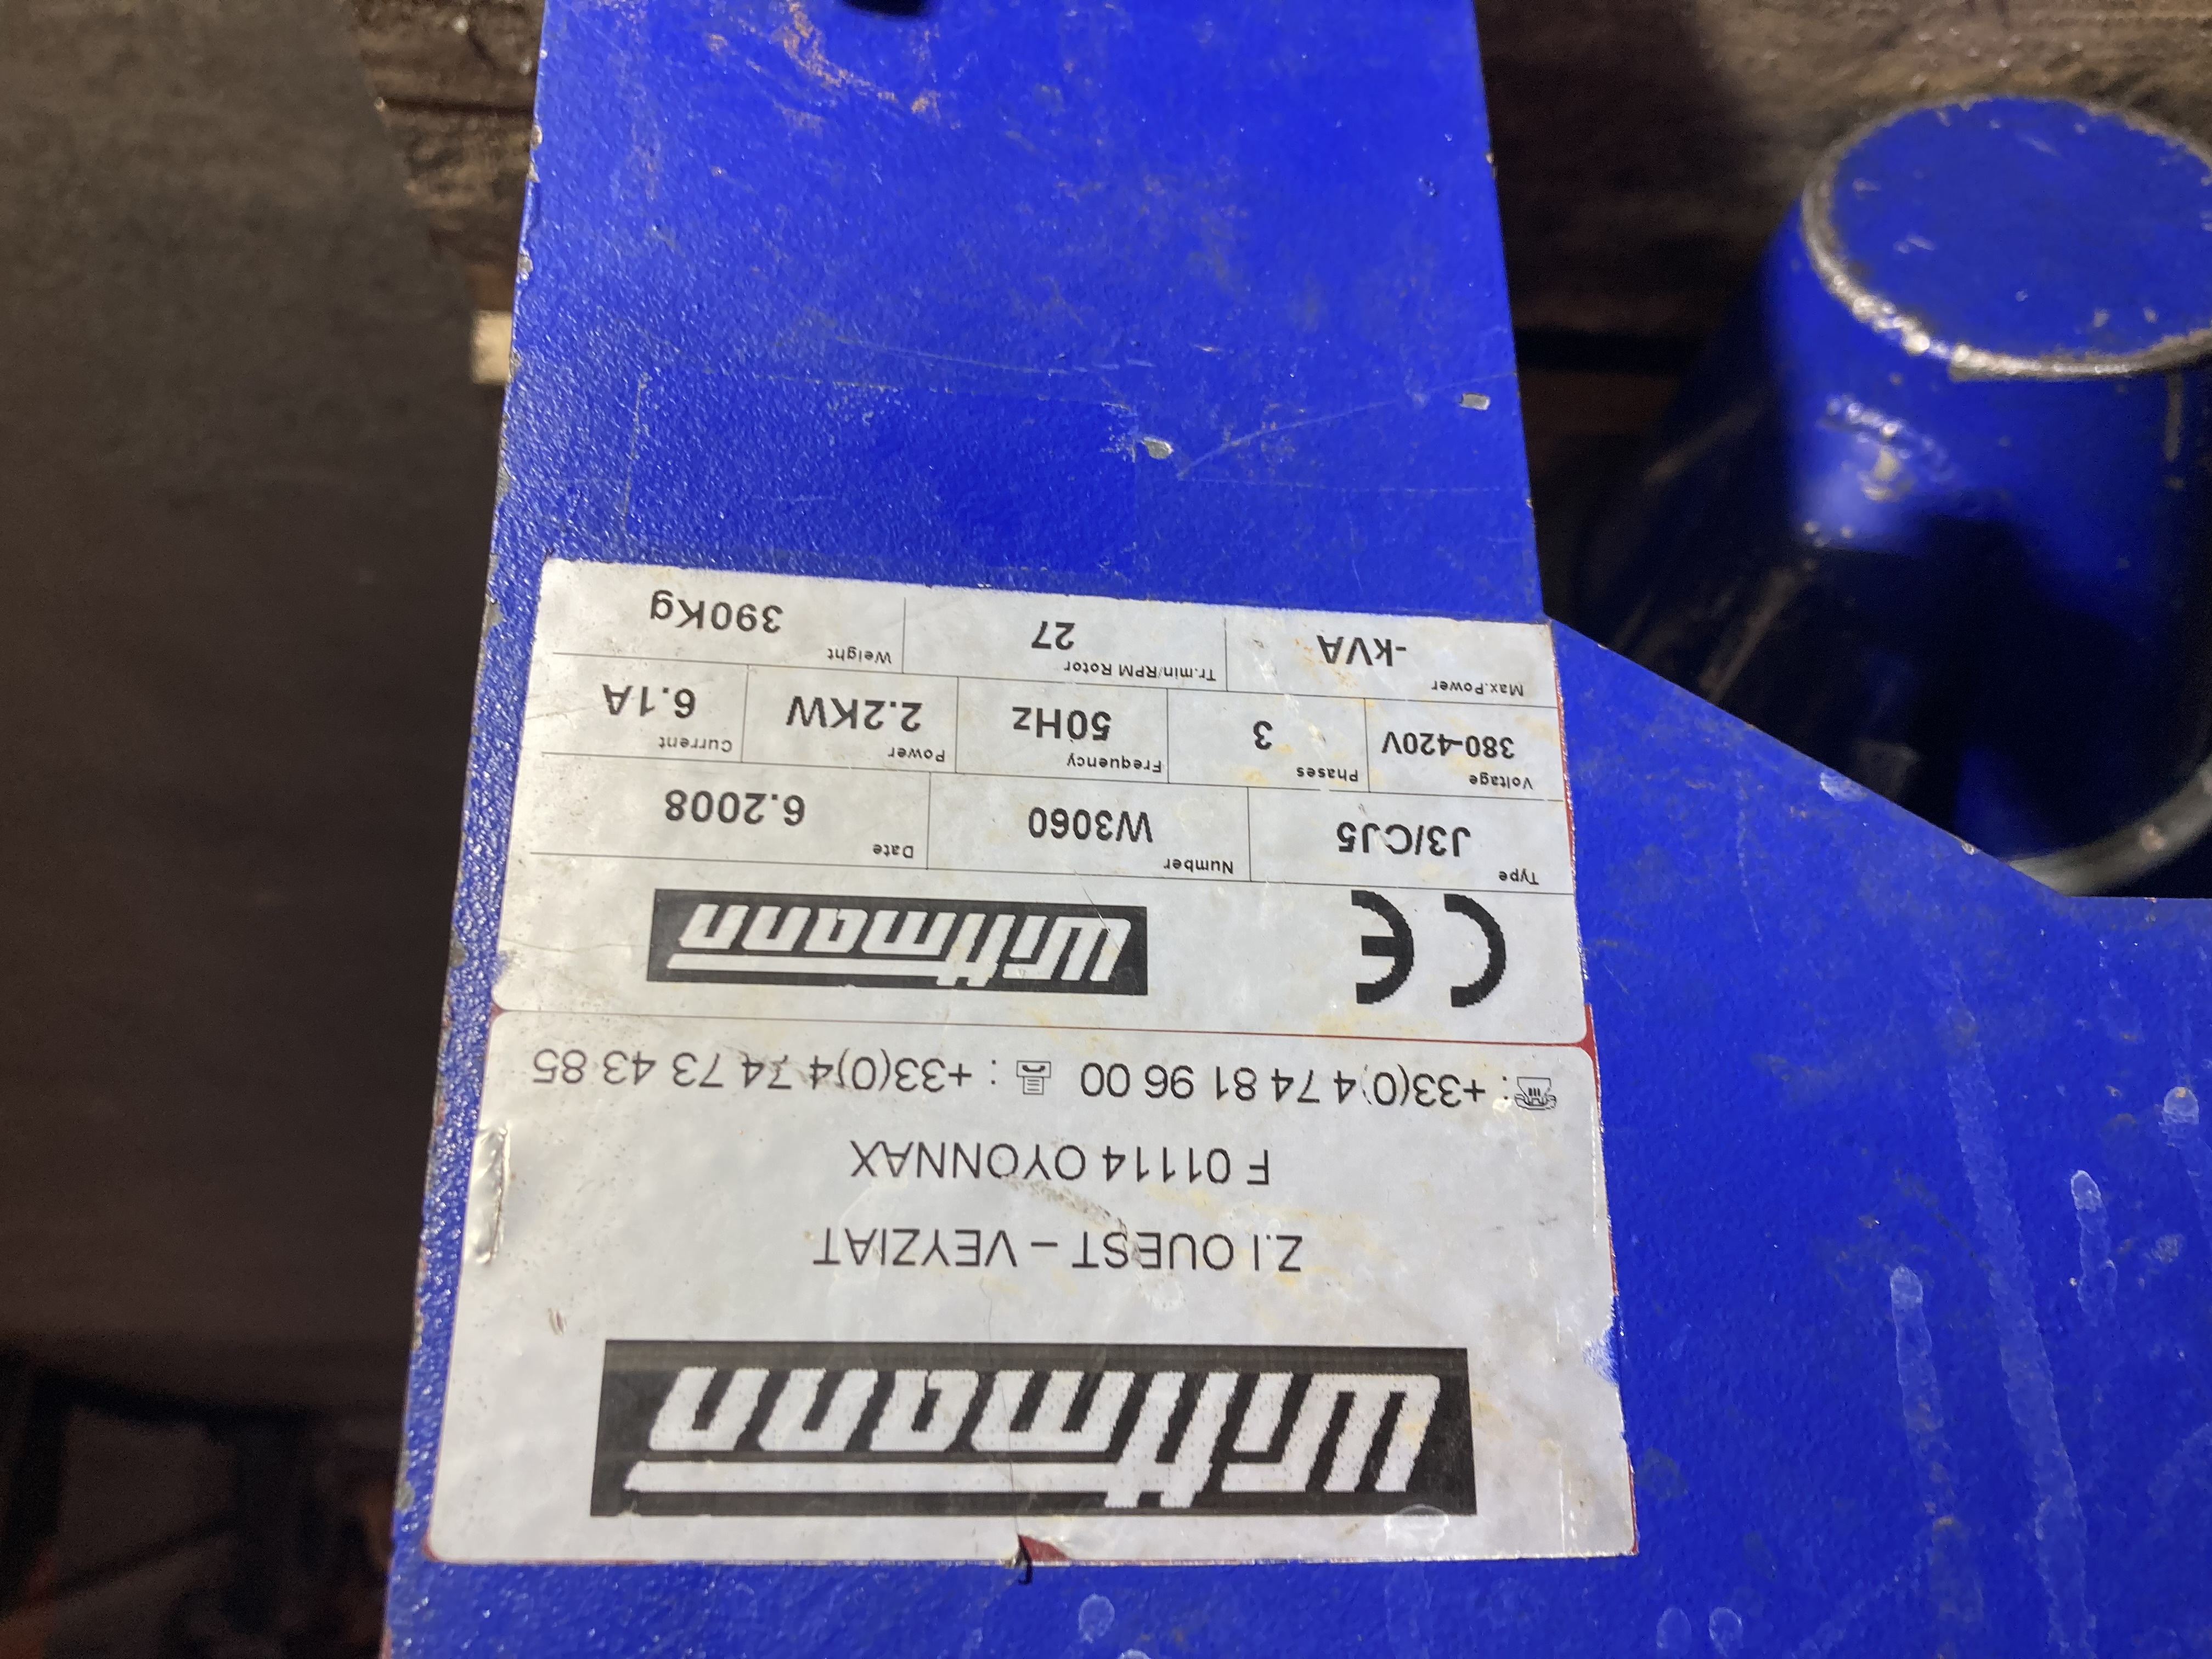 Wittmann
Z.I OUEST – VEYZIAT
F 01114 OYONNAX
: +33(0)4 74 81 96 00 : +33(0)4 74 73 43 85
CE Wittmann
Type J3/CJ5 Number W3060 Date 6.2008
Voltage 380-420V Phases 3 Frequency 50Hz Power 2.2KW Current 6.1A
Max.Power -KVA Tr.min/RPM Rotor 27 Weight 390Kg